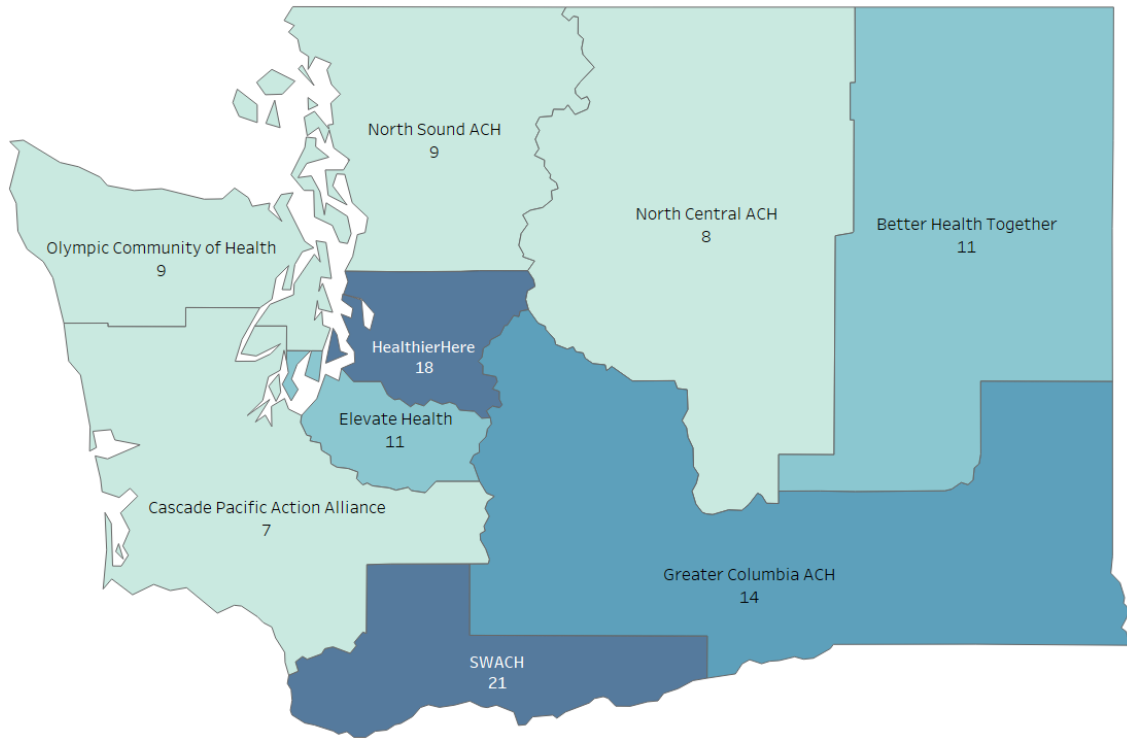 North Sound ACH
9
North Central ACH
8
Better Health Together
11
Olympic Community of Health
9
HealthierHere
18
Elevate Health
11
Cascade Pacific Action Alliance
7
Greater Columbia ACH
14
SWACH
21